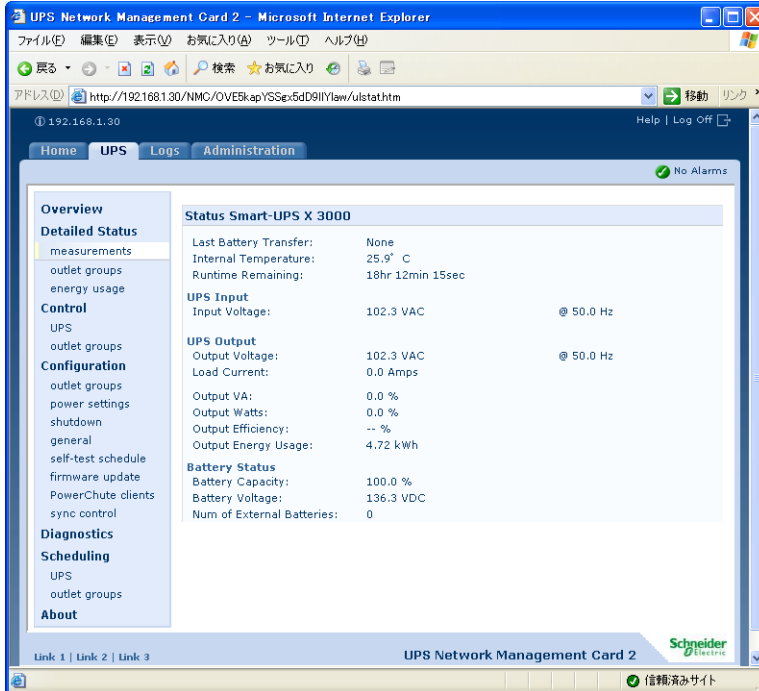 UPS Network Management Card 2 - Microsoft Internet Explorer
ファイル(F) 編集(E) 表示(V) お気に入り(A) ツール(T) ヘルプ(H)
戻る 検索 お気に入り
アドレス(D) http://192.168.1.30/NMC/OVE5kapYSSgx5dD9IIYlaw/ulstat.htm 移動 リンク
192.168.1.30 Help | Log Off
Home UPS Logs Administration
No Alarms
Overview
Detailed Status
measurements
outlet groups
energy usage
Control
UPS
outlet groups
Configuration
outlet groups
power settings
shutdown
general
self-test schedule
firmware update
PowerChute clients
sync control
Diagnostics
Scheduling
UPS
outlet groups
About
Status Smart-UPS X 3000
Last Battery Transfer: None
Internal Temperature: 25.9° C
Runtime Remaining: 18hr 12min 15sec
UPS Input
Input Voltage: 102.3 VAC @ 50.0 Hz
UPS Output
Output Voltage: 102.3 VAC @ 50.0 Hz
Load Current: 0.0 Amps
Output VA: 0.0 %
Output Watts: 0.0 %
Output Efficiency: -- %
Output Energy Usage: 4.72 kWh
Battery Status
Battery Capacity: 100.0 %
Battery Voltage: 136.3 VDC
Num of External Batteries: 0
Link 1 | Link 2 | Link 3
UPS Network Management Card 2
Schneider Electric
信頼済みサイト